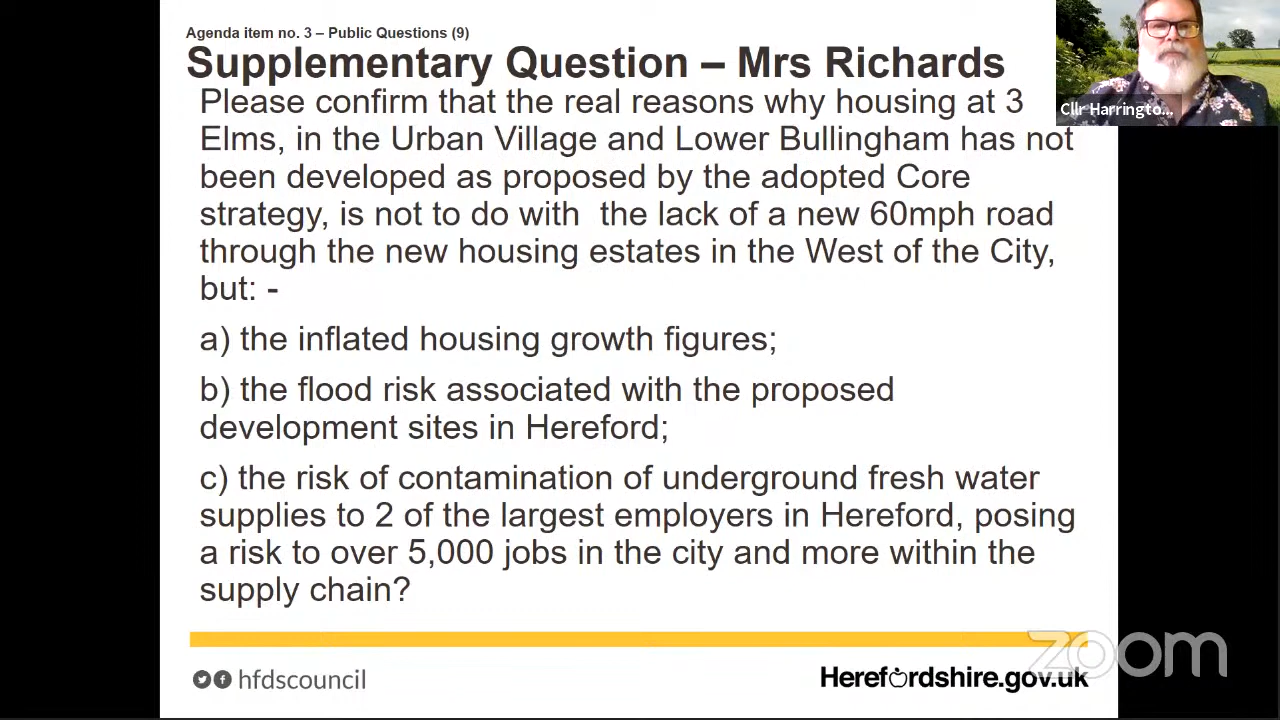 Agenda item no. 3 – Public Questions (9)
Supplementary Question – Mrs Richards
Please confirm that the real reasons why housing at 3
Elms, in the Urban Village and Lower Bullingham has not
been developed as proposed by the adopted Core
strategy, is not to do with  the lack of a new 60mph road
through the new housing estates in the West of the City,
but: -
a) the inflated housing growth figures;
b) the flood risk associated with the proposed
development sites in Hereford;
c) the risk of contamination of underground fresh water
supplies to 2 of the largest employers in Hereford, posing
a risk to over 5,000 jobs in the city and more within the
supply chain?
hfdscouncil
Herefordshire.gov.uk
zoom
Cllr Harringto...